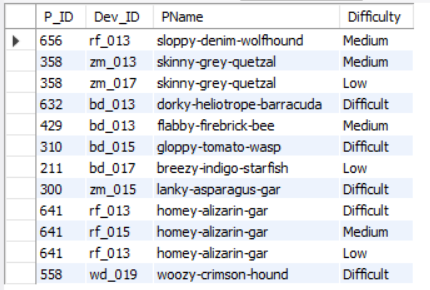 P_ID Dev_ID PName Difficulty
656 rf_013 sloppy-denim-wolfhound Medium
358 zm_013 skinny-grey-quetzal Medium
358 zm_017 skinny-grey-quetzal Low
632 bd_013 dorky-heliotrope-barracuda Difficult
429 bd_013 flabby-firebrick-bee Medium
310 bd_015 gloppy-tomato-wasp Difficult
211 bd_017 breezy-indigo-starfish Low
300 zm_015 lanky-asparagus-gar Difficult
641 rf_013 homey-alizarin-gar Difficult
641 rf_015 homey-alizarin-gar Medium
641 rf_013 homey-alizarin-gar Low
558 wd_019 woozy-crimson-hound Difficult